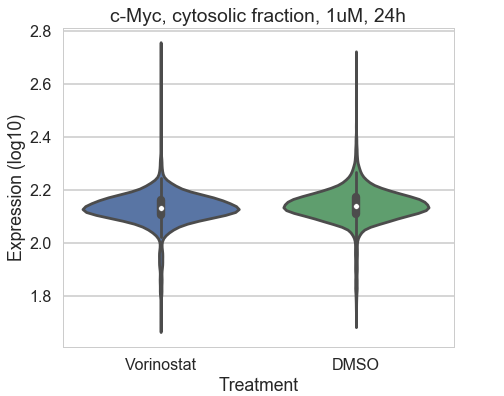 c-Myc, cytosolic fraction, 1uM, 24h
2.8
2.6
2.4
2.2
2.0
1.8
Expression (log10)
Vorinostat DMSO
Treatment